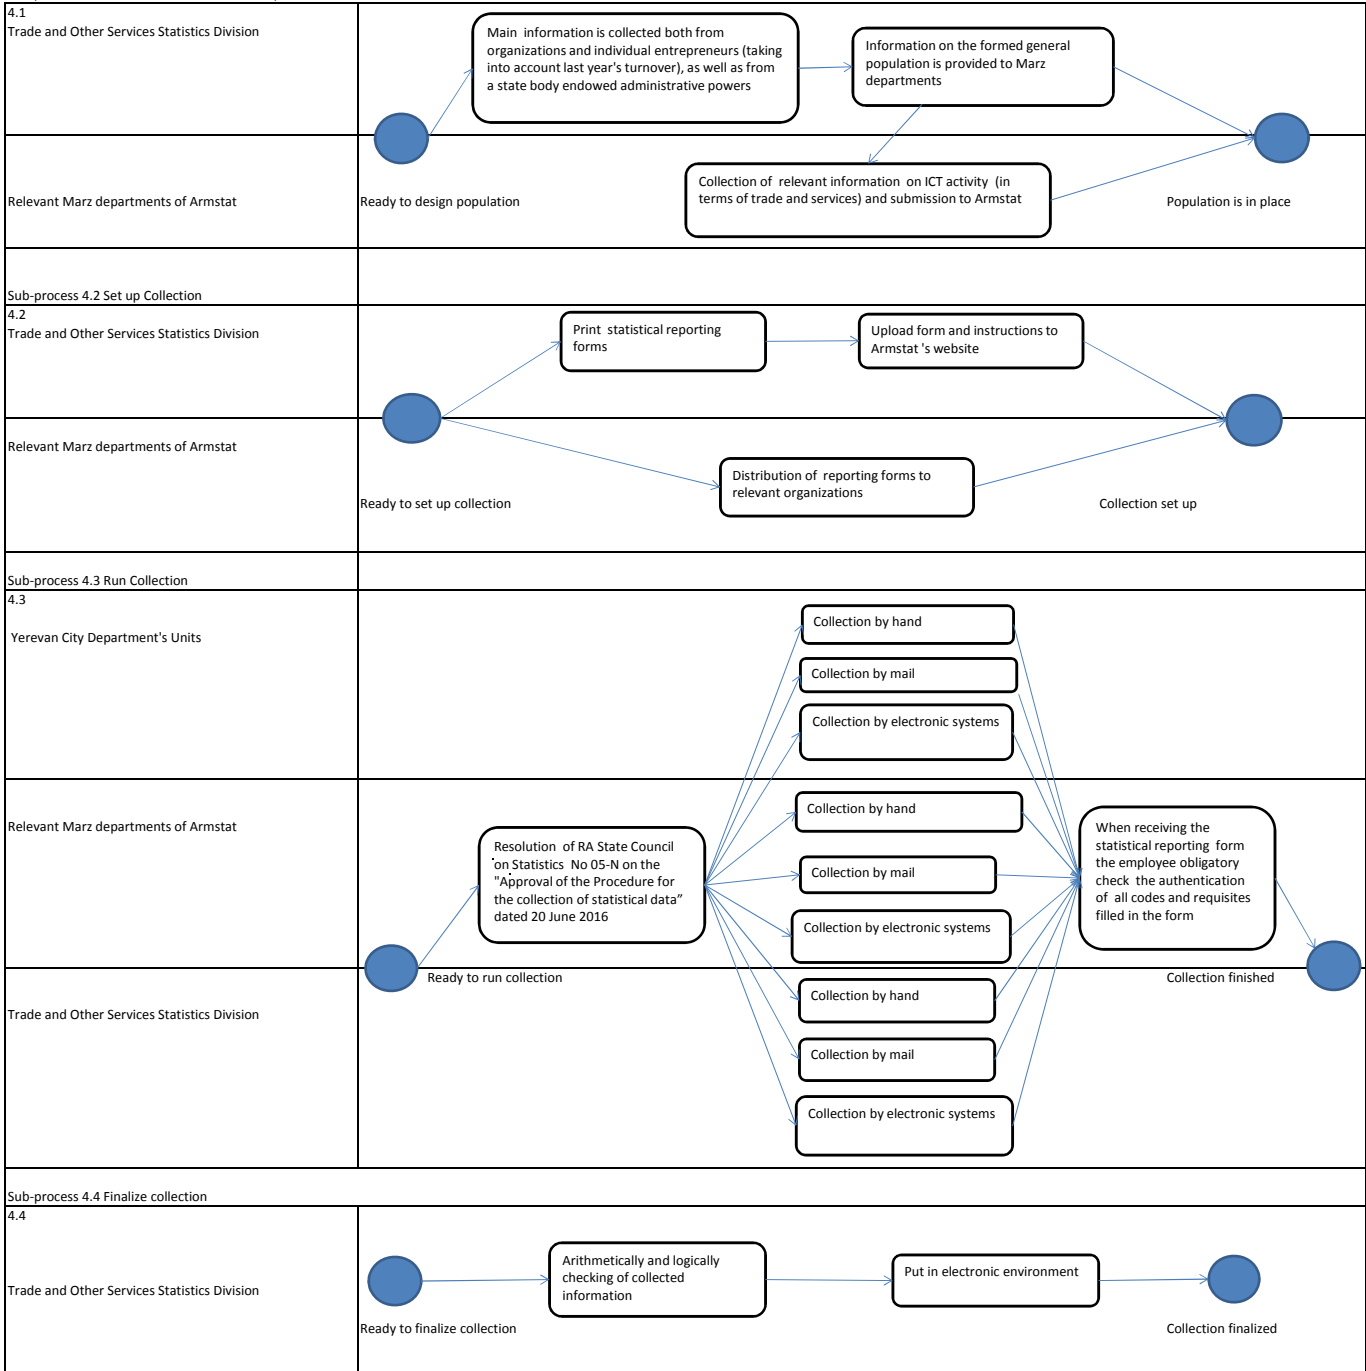 4.1
Trade and Other Services Statistics Division
Main information is collected both from
organizations and individual entrepreneurs (taking
into account last year's turnover), as well as from
a state body endowed administrative powers
Information on the formed general
population is provided to Marz
departments
Relevant Marz departments of Armstat
Ready to design population
Collection of relevant information on ICT activity (in
terms of trade and services) and submission to Armstat
Population is in place
Sub-process 4.2 Set up Collection
4.2
Trade and Other Services Statistics Division
Print statistical reporting
forms
Upload form and instructions to
Armstat 's website
Relevant Marz departments of Armstat
Distribution of reporting forms to
relevant organizations
Ready to set up collection
Collection set up
Sub-process 4.3 Run Collection
4.3
Yerevan City Department's Units
Collection by hand
Collection by mail
Collection by electronic systems
Relevant Marz departments of Armstat
Resolution of RA State Council
on Statistics No 05-N on the
"Approval of the Procedure for
the collection of statistical data”
dated 20 June 2016
Collection by hand
Collection by mail
Collection by electronic systems
When receiving the
statistical reporting form
the employee obligatory
check the authentication
of all codes and requisites
filled in the form
Ready to run collection
Collection finished
Trade and Other Services Statistics Division
Collection by hand
Collection by mail
Collection by electronic systems
Sub-process 4.4 Finalize collection
4.4
Trade and Other Services Statistics Division
Arithmetically and logically
checking of collected
information
Put in electronic environment
Ready to finalize collection
Collection finalized